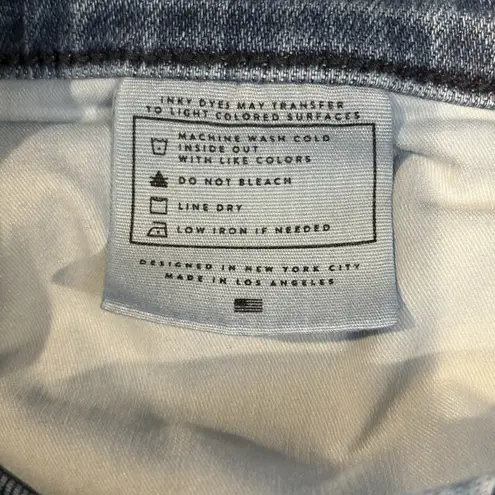 INKY DYES MAY TRANSFER
TO LIGHT COLORED SURFACES
MACHINE WASH COLD
INSIDE OUT
WITH LIKE COLORS
DO NOT BLEACH
LINE DRY
LOW IRON IF NEEDED
DESIGNED IN NEW YORK CITY
MADE IN LOS ANGELES